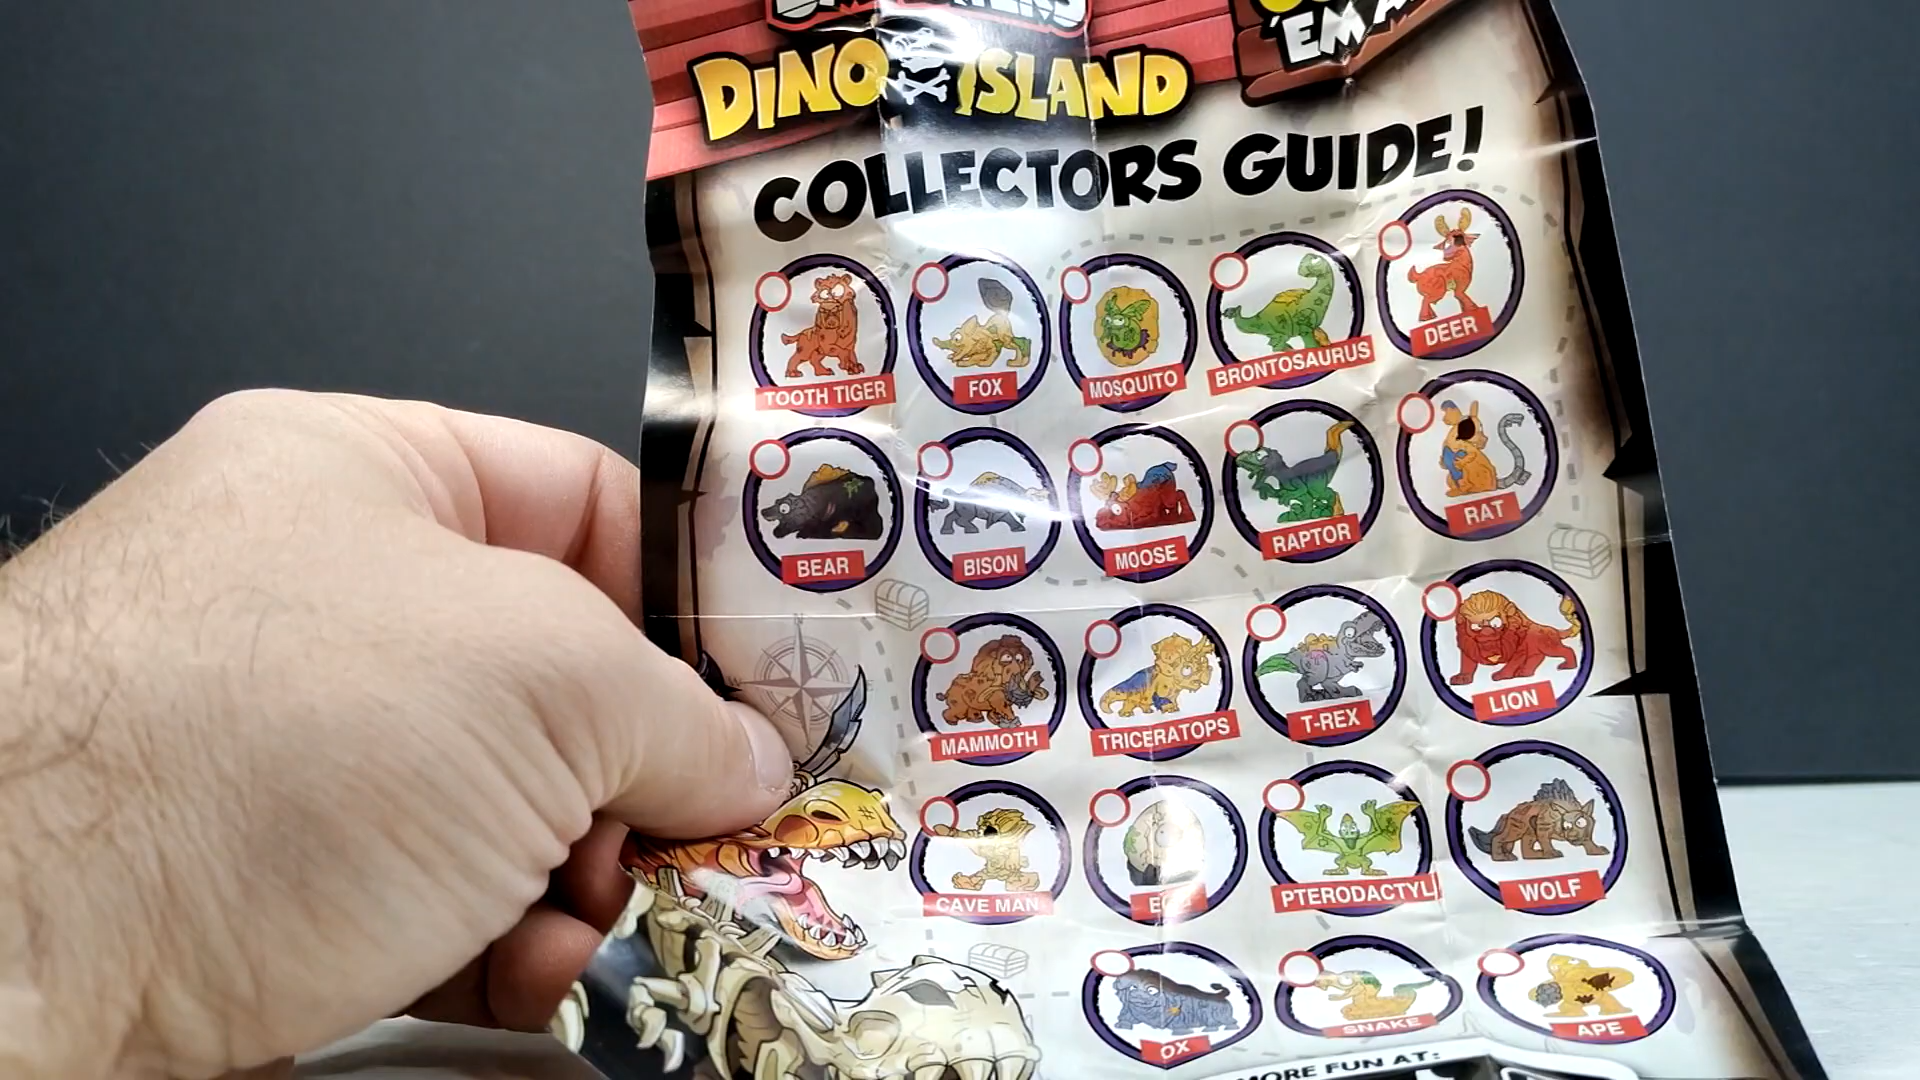 'EM
DINO ISLAND
COLLECTORS GUIDE!
TOOTH TIGER
FOX
MOSQUITO
BRONTOSAURUS
DEER
BEAR
BISON
MOOSE
RAPTOR
RAT
MAMMOTH
TRICERATOPS
T-REX
LION
CAVE MAN
EGG
PTERODACTYL
WOLF
OX
SNAKE
APE
MORE FUN AT: